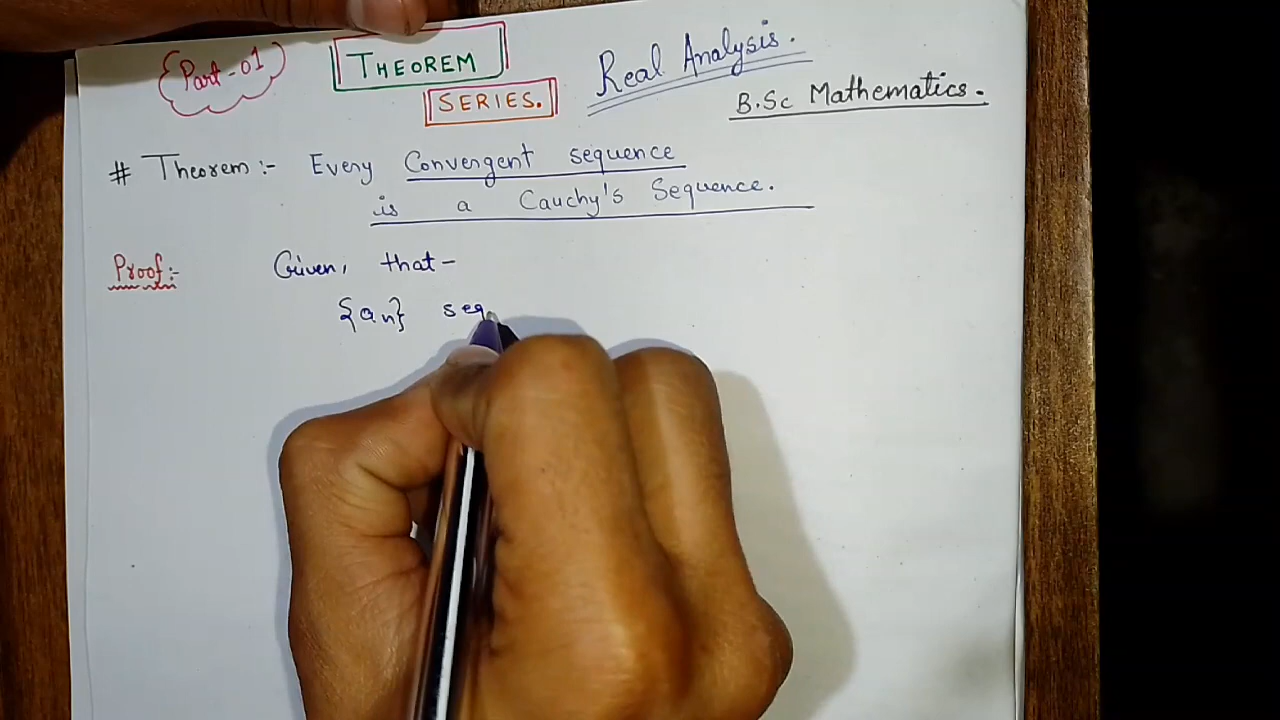 Part-01
THEOREM
SERIES.
Real Analysis.
B.Sc Mathematics.
# Theorem:- Every Convergent sequence
is a Cauchy's Sequence.
Proof:- Given, that-
{an} seq